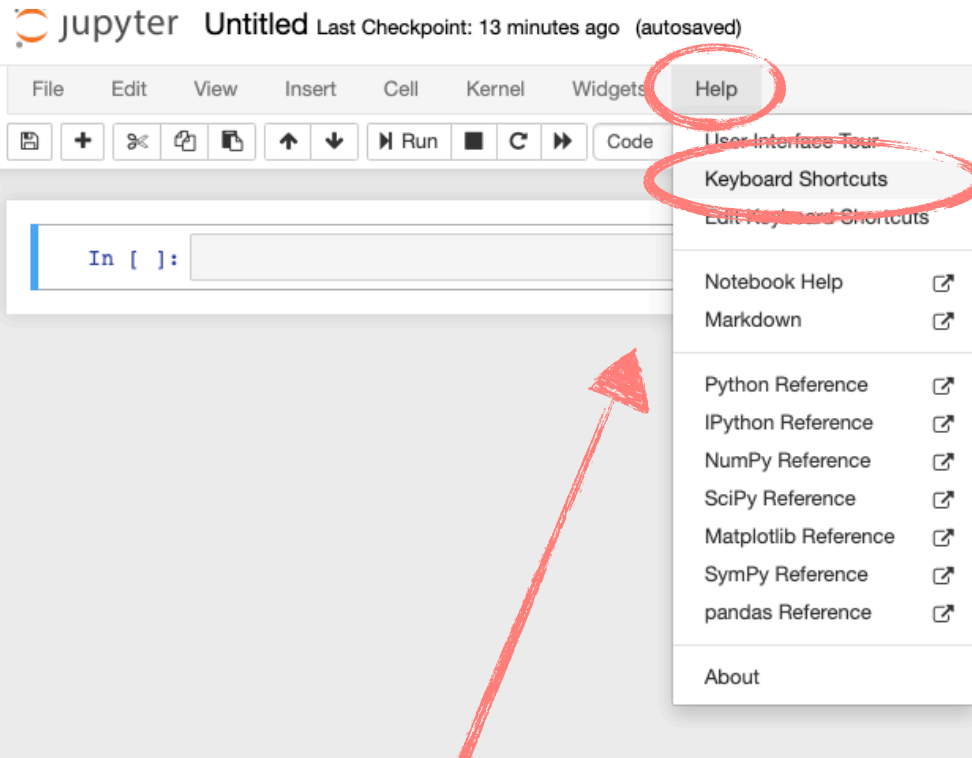 jupyter Untitled Last Checkpoint: 13 minutes ago (autosaved)
File Edit View Insert Cell Kernel Widgets Help
Run Code
In [ ]:
User Interface Tour
Keyboard Shortcuts
Edit Keyboard Shortcuts
Notebook Help
Markdown
Python Reference
IPython Reference
NumPy Reference
SciPy Reference
Matplotlib Reference
SymPy Reference
pandas Reference
About